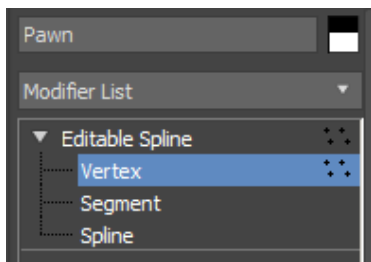 Pawn
Modifier List
Editable Spline
Vertex
Segment
Spline